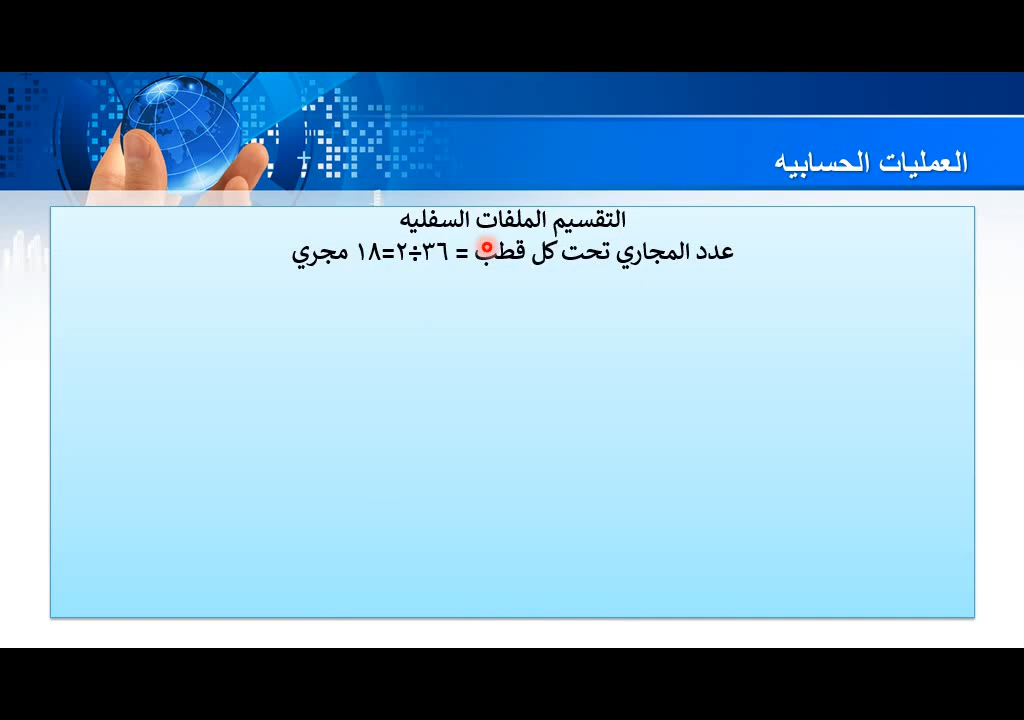 العمليات الحسابيه
التقسيم الملفات السفليه
عدد المجاري تحت كل قطب = ٣٦÷٢=١٨ مجري